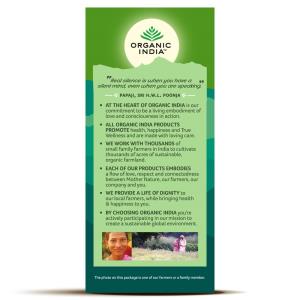 ORGANIC
INDIA
"Real silence is when you have a
silent mind, even when you are speaking."
PAPAJI, SRI H.W.L. POONJA
• AT THE HEART OF ORGANIC INDIA is our
commitment to be a living embodiment of
love and consciousness in action.
• ALL ORGANIC INDIA PRODUCTS
PROMOTE health, happiness and True
Wellness and are made with loving care.
• WE WORK WITH THOUSANDS of
small family farmers in India to cultivate
thousands of acres of sustainable,
organic farmland.
• EACH OF OUR PRODUCTS EMBODES
a flow of love, respect and connectedness
between Mother Nature, our farmers, our
company and you.
• WE PROVIDE A LIFE OF DIGNITY to
our local farmers, while bringing health
& happiness to you.
• BY CHOOSING ORGANIC INDIA you're
actively participating in our mission to
create a sustainable global environment.
The photo on this package is one of our farmers or a family member.